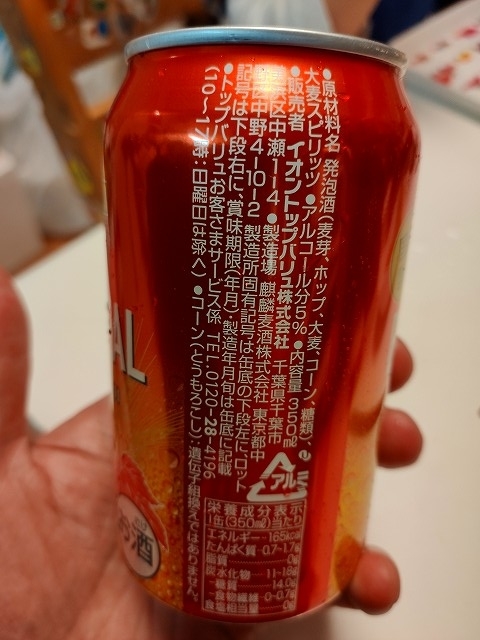 ●原材料名 発泡酒(麦芽、ホップ、大麦、コーン、糖類)、
大麦スピリッツ ●アルコール分5% ●内容量 350㎖
●販売者 イオントップバリュ株式会社 千葉県千葉市
美浜区中瀬1-4 ●製造場 麒麟麦酒株式会社 東京都中
野区中野4-10-2 製造所固有記号は缶底の下段左に、ロット
記号は下段右に、賞味期限(年月)・製造年月旬は缶底に記載
●トップバリュお客さまサービス係 TEL.0120-28-4196
(10〜17時:日曜日は除く) ●コーン(とうもろこし):遺伝子組換えではありません。
アルミ
栄養成分表示
1缶(350㎖)当たり
エネルギー 165kcal
たんぱく質 0.7-1.7g
脂質 0g
炭水化物 11-18g
-糖質 14.0g
-食物繊維 0-0.7g
食塩相当量 0g
AL
酒